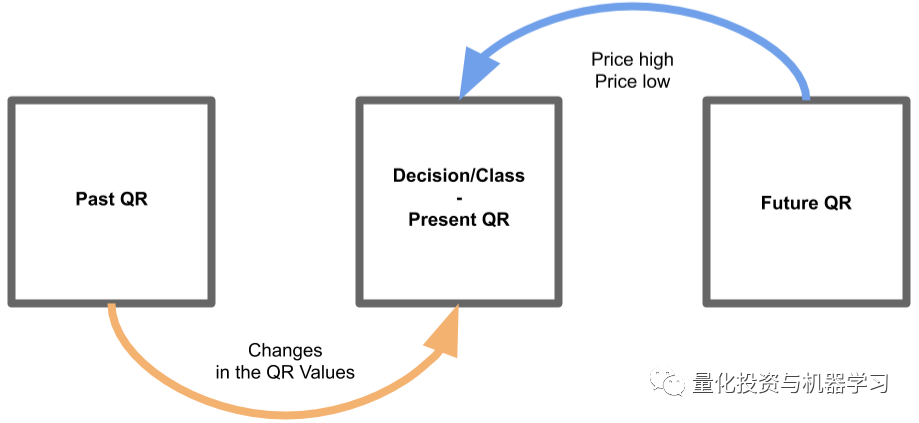 Price high
Price low
Past QR
Decision/Class
-
Present QR
Future QR
Changes
in the QR Values
量化投资与机器学习